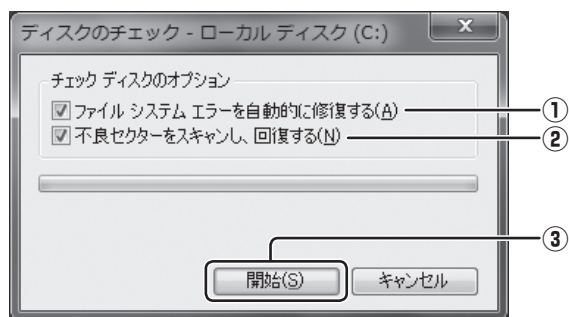 ディスクのチェック - ローカル ディスク (C:)
チェック ディスクのオプション
ファイル システム エラーを自動的に修復する(A)
①
不良セクターをスキャンし、回復する(N)
②
③
開始(S)
キャンセル